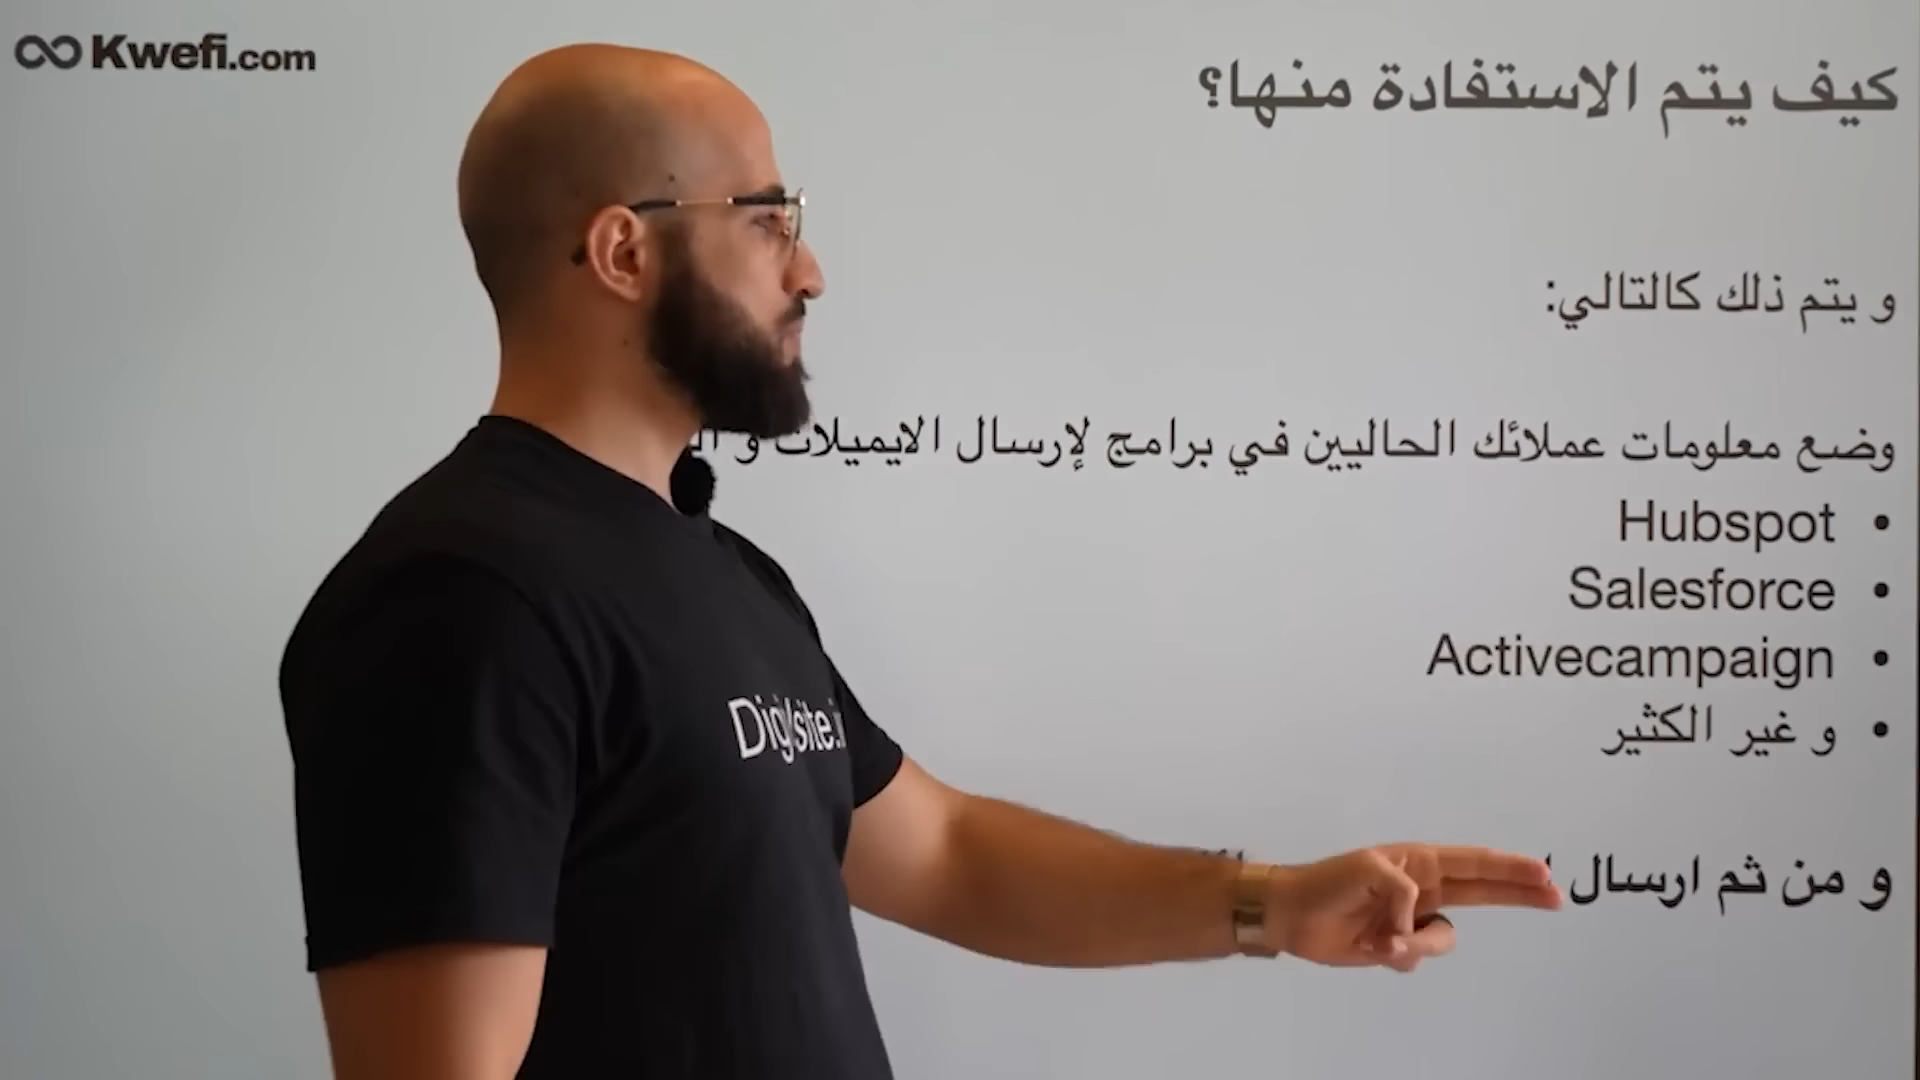 Kwefi.com
كيف يتم الاستفادة منها؟
و يتم ذلك كالتالي:
وضع معلومات عملائك الحاليين في برامج لإرسال الايميلات و
• Hubspot
• Salesforce
• Activecampaign
• و غير الكثير
و من ثم ارسال